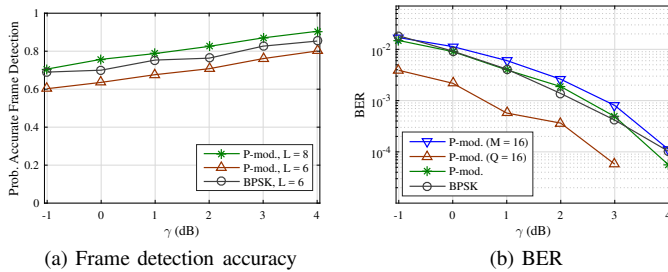 Prob. Accurate Frame Detection
1
0.8
0.6
0.4
0.2
0
-1 0 1 2 3 4
γ (dB)
P-mod., L = 8
P-mod., L = 6
BPSK, L = 6
(a) Frame detection accuracy
BER
10-2
10-3
10-4
-1 0 1 2 3 4
γ (dB)
P-mod. (M = 16)
P-mod. (Q = 16)
P-mod.
BPSK
(b) BER